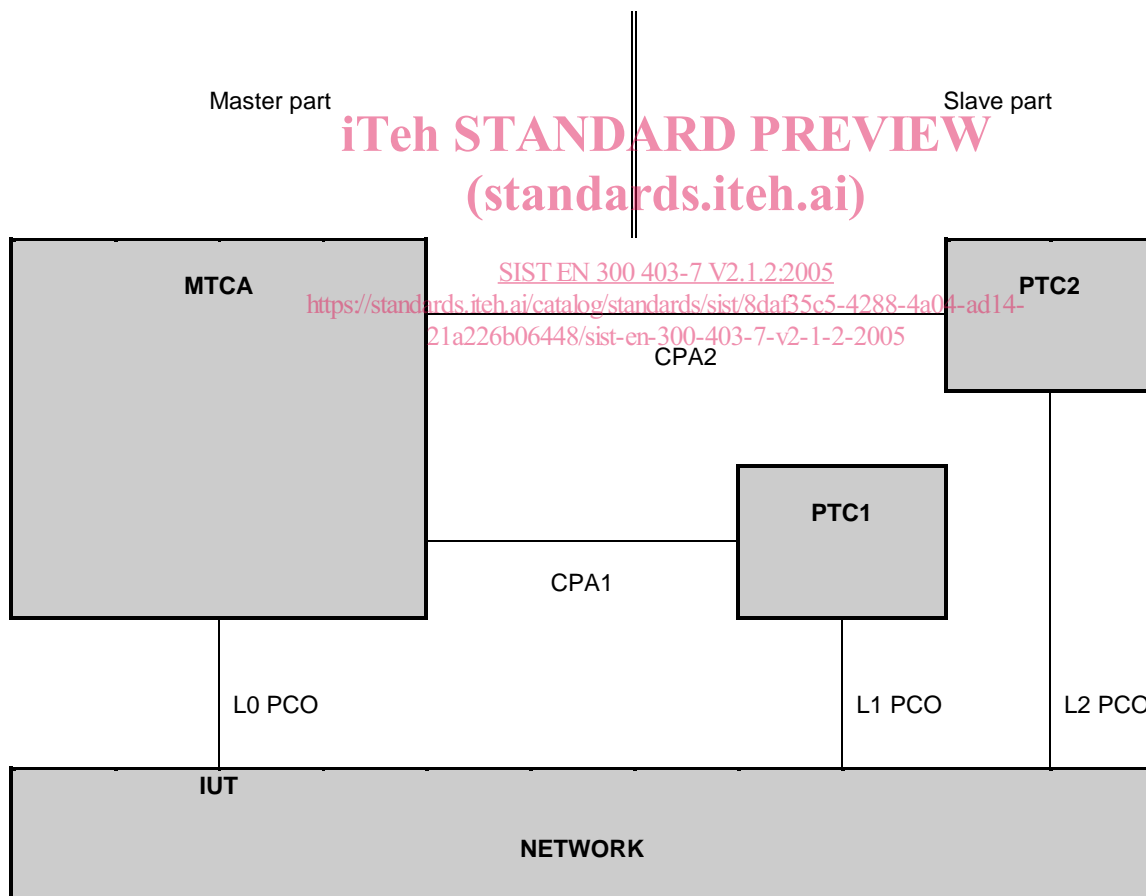 Master part
Slave part
iTeh STANDARD PREVIEW
(standards.iteh.ai)
SIST EN 300 403-7 V2.1.2:2005
https://standards.iteh.ai/catalog/standards/sist/8daf35c5-4288-4a04-ad14-
21a226b06448/sist-en-300-403-7-v2-1-2-2005
MTCA
PTC2
CPA2
PTC1
CPA1
L0 PCO
L1 PCO
L2 PCO
IUT
NETWORK